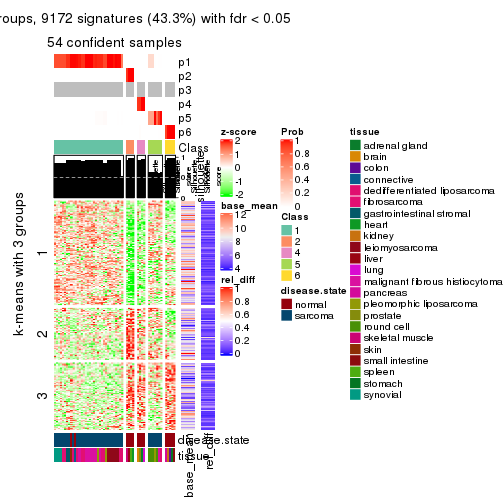 roups, 9172 signatures (43.3%) with fdr < 0.05
54 confident samples
p1
p2
p3
p4
p5
p6
Class
k-means with 3 groups
1
2
3
disease.state
tissue
base_mean
rel_diff
z-score
2
1
0
-1
-2
base_mean
12
10
8
6
4
rel_diff
1
0.8
0.6
0.4
0.2
0
Prob
1
0.8
0.6
0.4
0.2
0
Class
1
2
4
5
6
disease.state
normal
sarcoma
tissue
adrenal gland
brain
colon
connective
dedifferentiated liposarcoma
fibrosarcoma
gastrointestinal stromal
heart
kidney
leiomyosarcoma
liver
lung
malignant fibrous histiocytoma
pancreas
pleomorphic liposarcoma
prostate
round cell
skeletal muscle
skin
small intestine
spleen
stomach
synovial